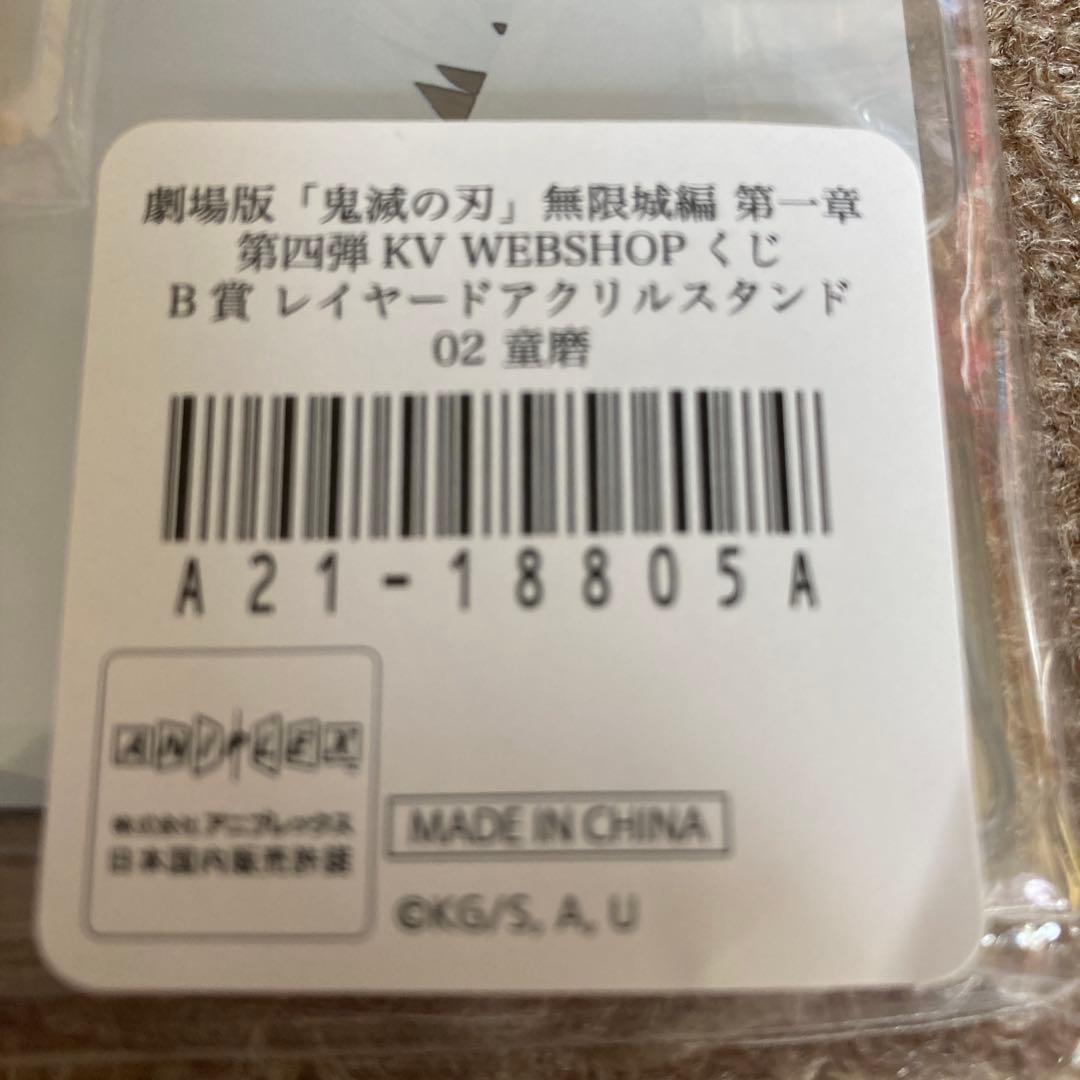 劇場版「鬼滅の刃」無限城編 第一章
第四弾 KV WEBSHOP くじ
B 賞 レイヤードアクリルスタンド
02 童磨
A21-18805A
ANIPLEX
株式会社 アニプレックス
日本国内販売許諾
MADE IN CHINA
©KG/S, A, U